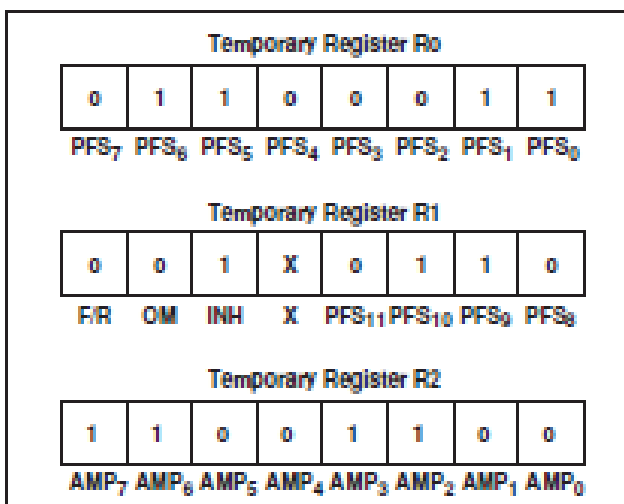 Temporary Register Ro
0 1 1 0 0 0 1 1
PFS7 PFS6 PFS5 PFS4 PFS3 PFS2 PFS1 PFS0
Temporary Register R1
0 0 1 X 0 1 1 0
F/R OM INH X PFS11 PFS10 PFS9 PFS8
Temporary Register R2
1 1 0 0 1 1 0 0
AMP7 AMP6 AMP5 AMP4 AMP3 AMP2 AMP1 AMP0